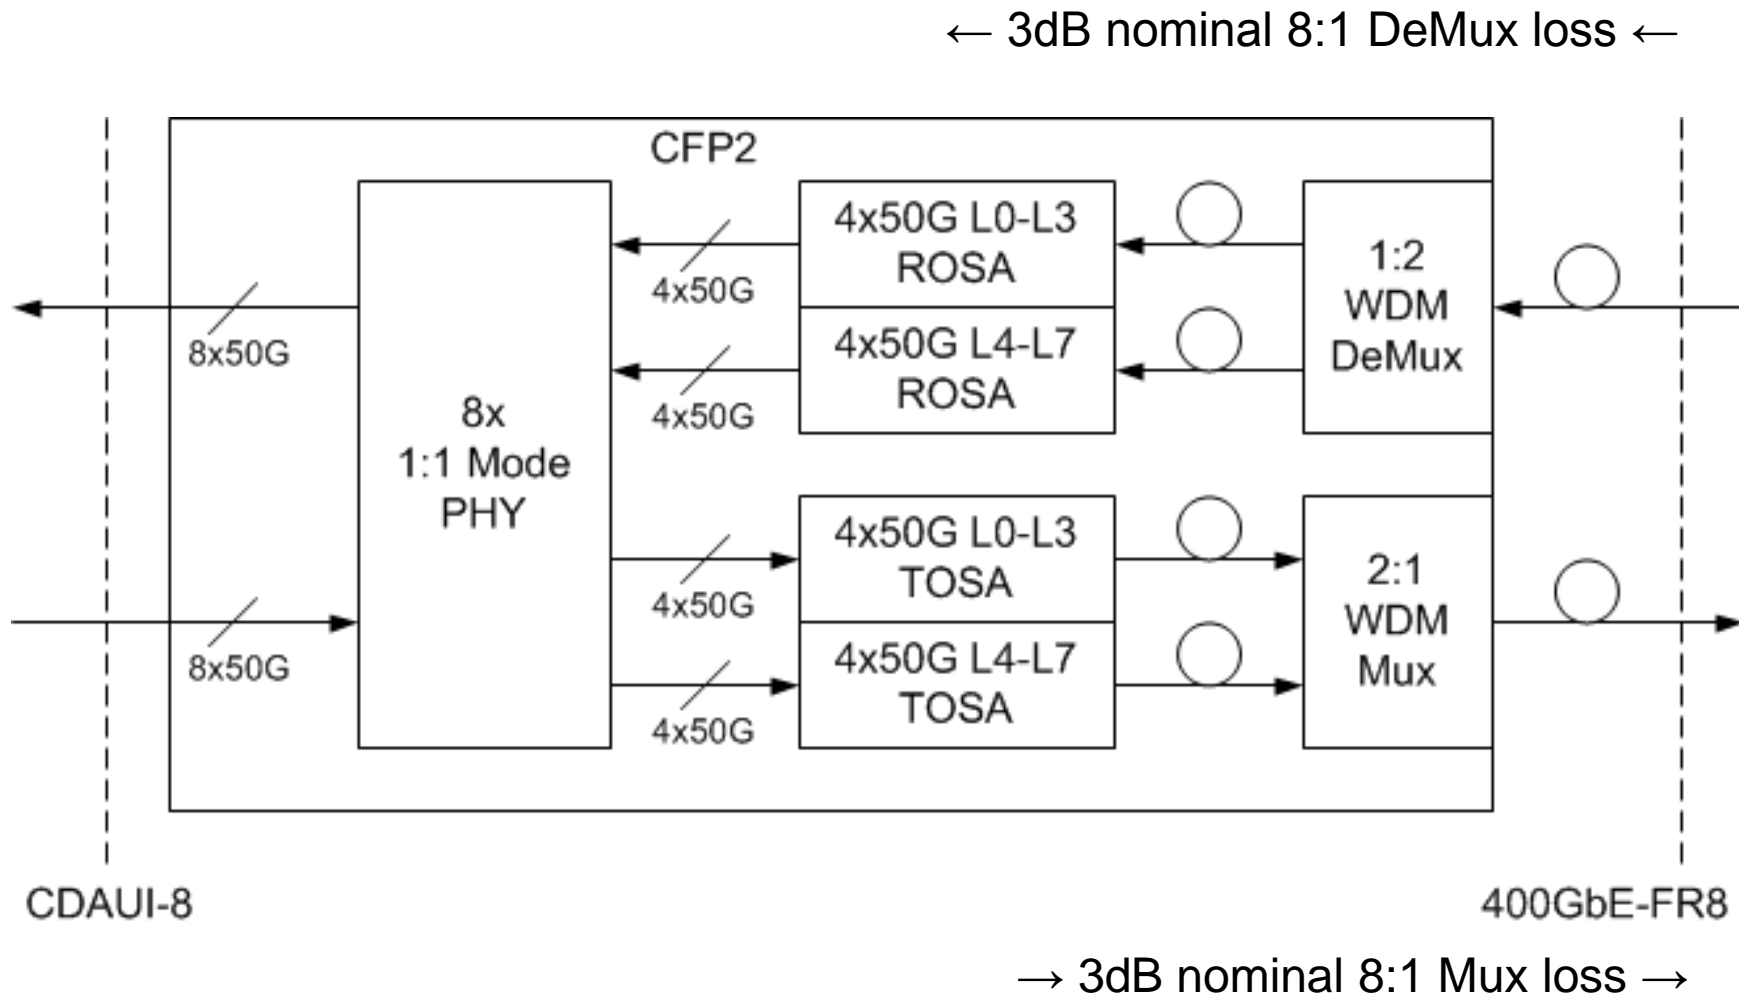 ← 3dB nominal 8:1 DeMux loss ←
CFP2
4x50G L0-L3
ROSA
4x50G L4-L7
ROSA
1:2
WDM
DeMux
4x50G
4x50G
8x50G
8x
1:1 Mode
PHY
4x50G L0-L3
TOSA
4x50G L4-L7
TOSA
2:1
WDM
Mux
4x50G
4x50G
8x50G
CDAUI-8
400GbE-FR8
→ 3dB nominal 8:1 Mux loss →